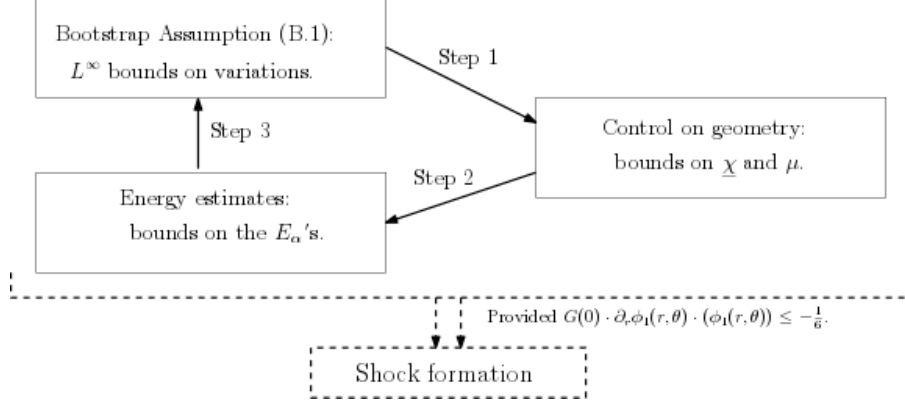 Bootstrap Assumption (B.1):
L^∞ bounds on variations.
Step 1
Step 3
Control on geometry:
bounds on χ̲ and μ.
Step 2
Energy estimates:
bounds on the E_α's.
Provided G(0) · ∂_rϕ_1(r, θ) · (ϕ_1(r, θ)) ≤ −1/6.
Shock formation